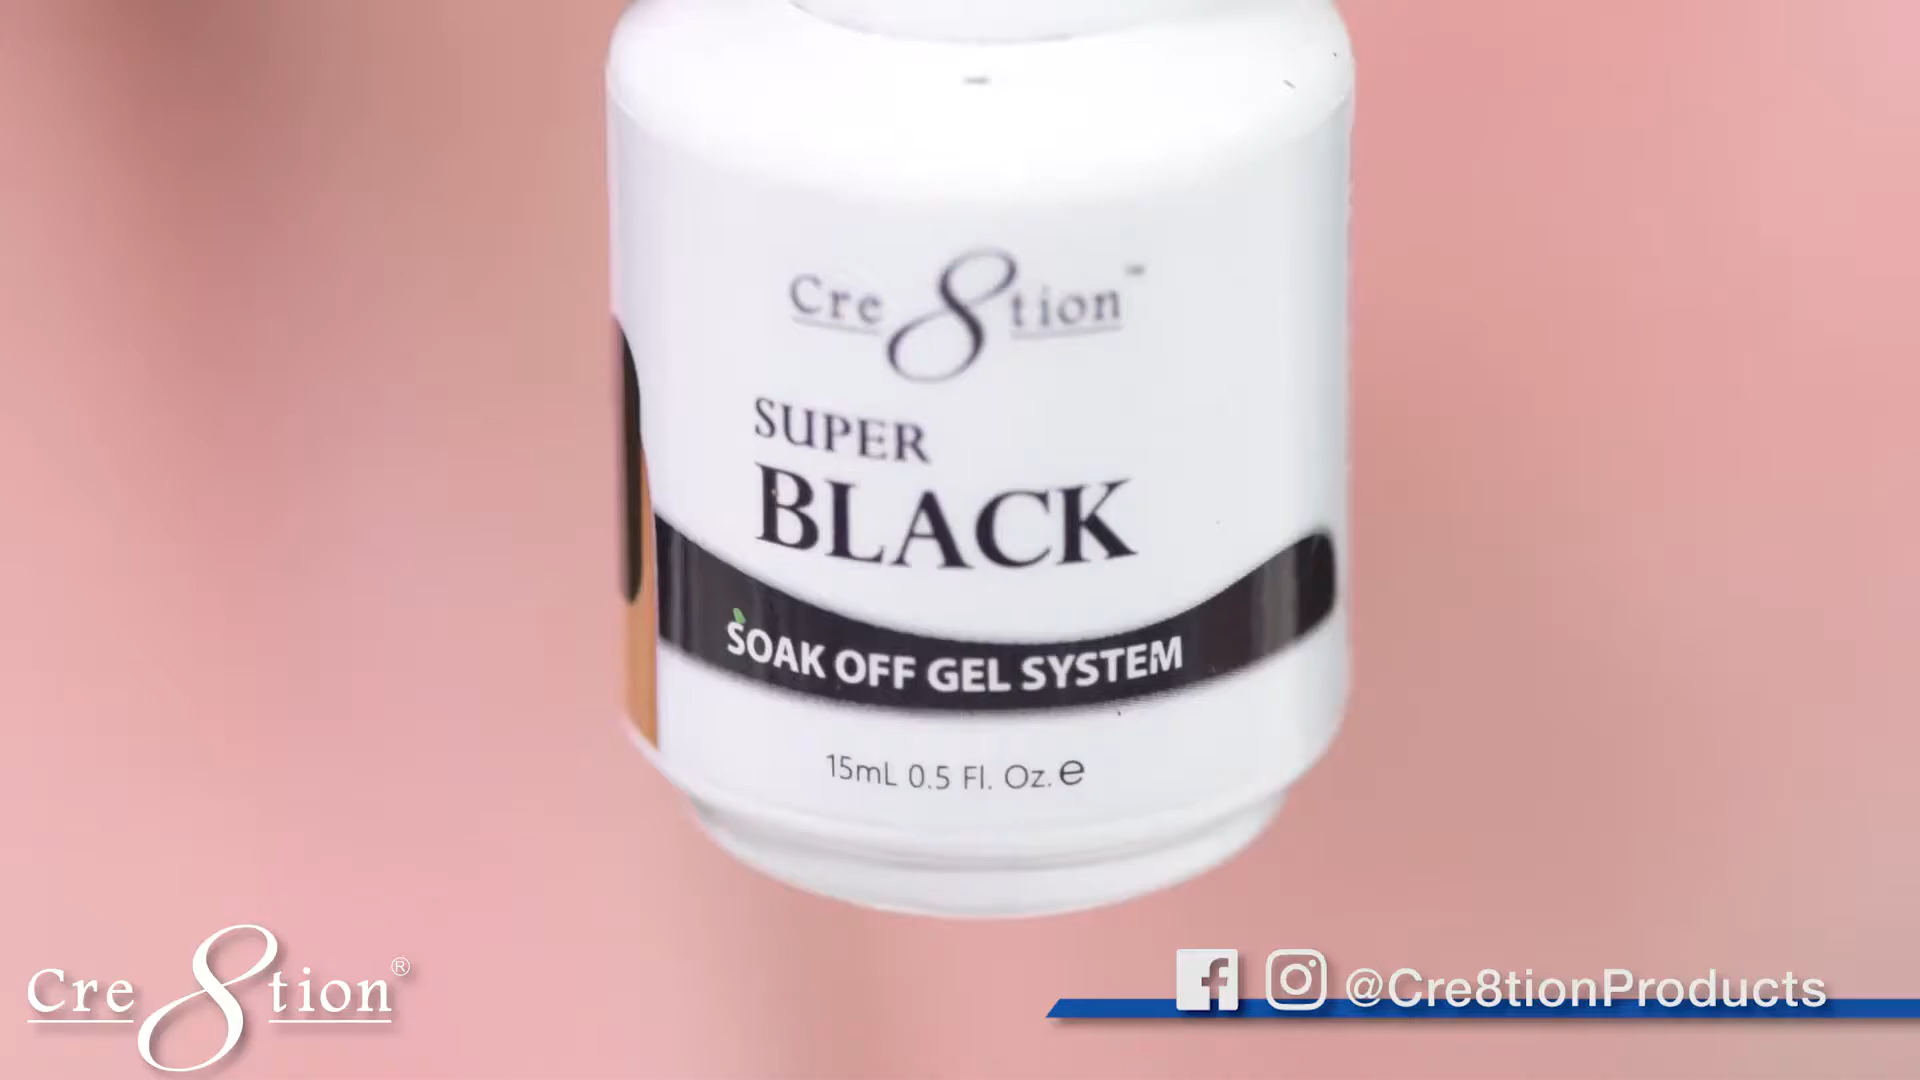 Cre8tion™
SUPER
BLACK
SOAK OFF GEL SYSTEM
15mL 0.5 Fl. Oz. e
Cre8tion®
@Cre8tionProducts